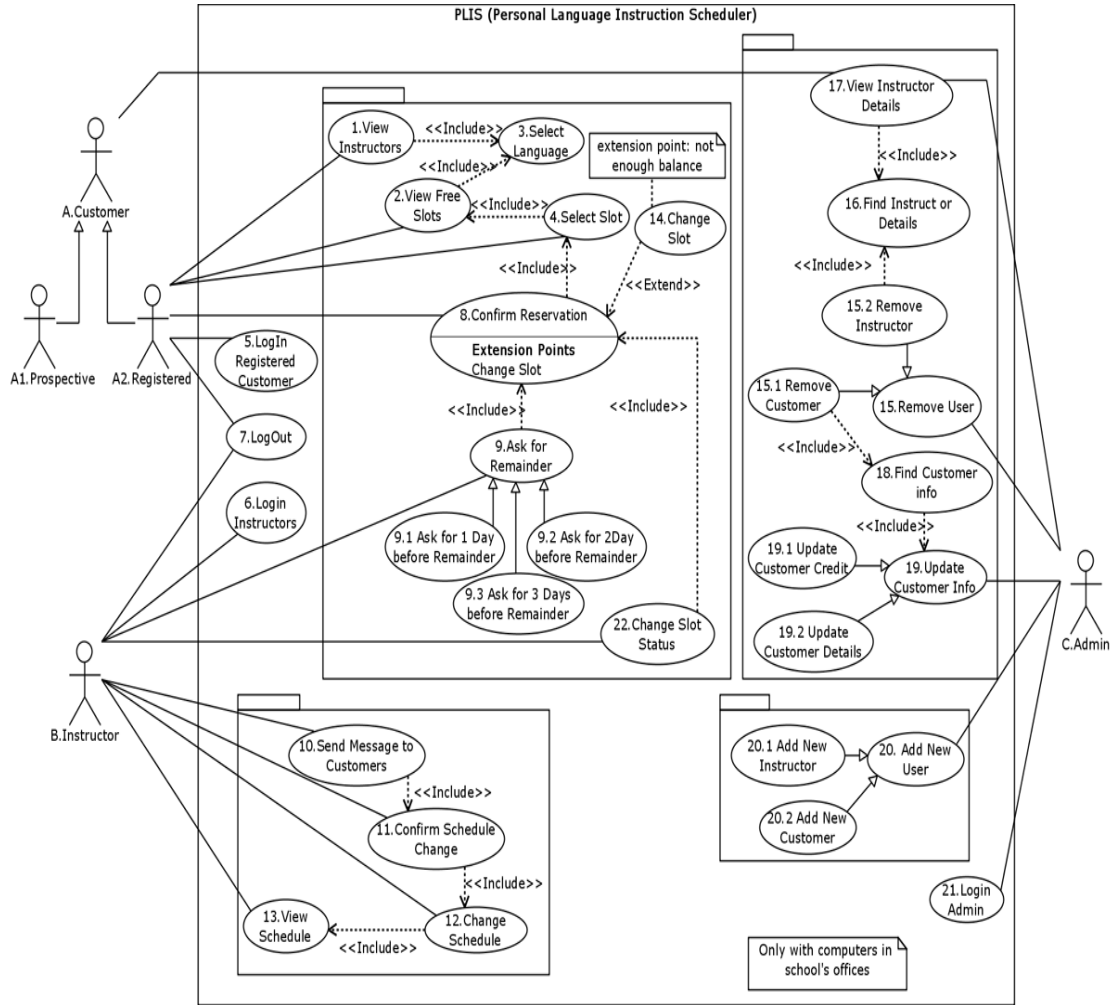 PLIS (Personal Language Instruction Scheduler)
17.View Instructor
Details
1.View
Instructors
<<Include>>
3.Select
Language
extension point: not
enough balance
<<Include>>
<<Include>>
2.View Free
Slots
<<Include>>
4.Select Slot
14.Change
Slot
16.Find Instruct or
Details
A.Customer
<<Include>>
<<Include>>
<<Extend>>
15.2 Remove
Instructor
8.Confirm Reservation
Extension Points
Change Slot
5.LogIn
Registered
Customer
A1.Prospective
A2.Registered
15.1 Remove
Customer
15.Remove User
<<Include>>
<<Include>>
7.LogOut
<<Include>>
9.Ask for
Remainder
18.Find Customer
info
6.Login
Instructors
<<Include>>
9.1 Ask for 1 Day
before Remainder
9.2 Ask for 2Day
before Remainder
19.1 Update
Customer Credit
19.Update
Customer Info
9.3 Ask for 3 Days
before Remainder
22.Change Slot
Status
19.2 Update
Customer Details
C.Admin
B.Instructor
10.Send Message to
Customers
20.1 Add New
Instructor
20. Add New
User
<<Include>>
11.Confirm Schedule
Change
20.2 Add New
Customer
<<Include>>
21.Login
Admin
13.View
Schedule
12.Change
Schedule
<<Include>>
Only with computers in
school's offices